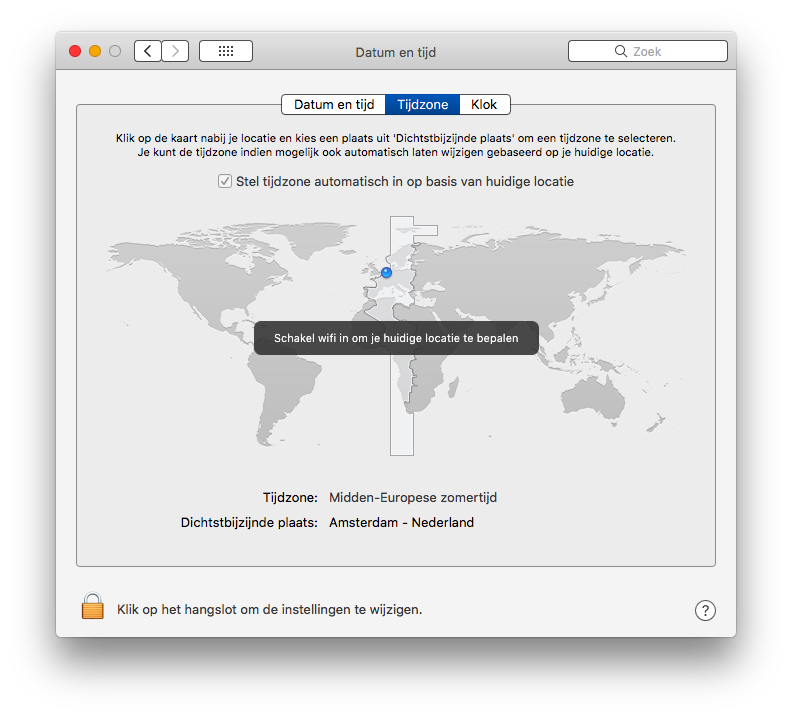 Datum en tijd
Zoek
Datum en tijd
Tijdzone
Klok
Klik op de kaart nabij je locatie en kies een plaats uit 'Dichtstbijzijnde plaats' om een tijdzone te selecteren.
Je kunt de tijdzone indien mogelijk ook automatisch laten wijzigen gebaseerd op je huidige locatie.
Stel tijdzone automatisch in op basis van huidige locatie
Schakel wifi in om je huidige locatie te bepalen
Tijdzone: Midden-Europese zomertijd
Dichtstbijzijnde plaats: Amsterdam - Nederland
Klik op het hangslot om de instellingen te wijzigen.
?